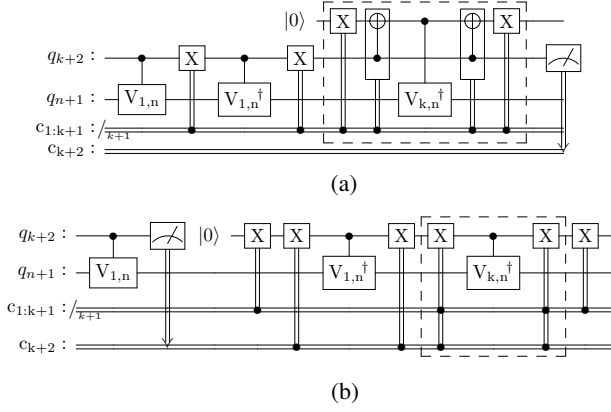 |0⟩ X X
q_{k+2} : X X
q_{n+1} : V_{1,n} V_{1,n}† V_{k,n}†
c_{1:k+1} : /_{k+1}
c_{k+2} :
(a)
q_{k+2} : |0⟩ X X X X X X
q_{n+1} : V_{1,n} V_{1,n}† V_{k,n}†
c_{1:k+1} : /_{k+1}
c_{k+2} :
(b)